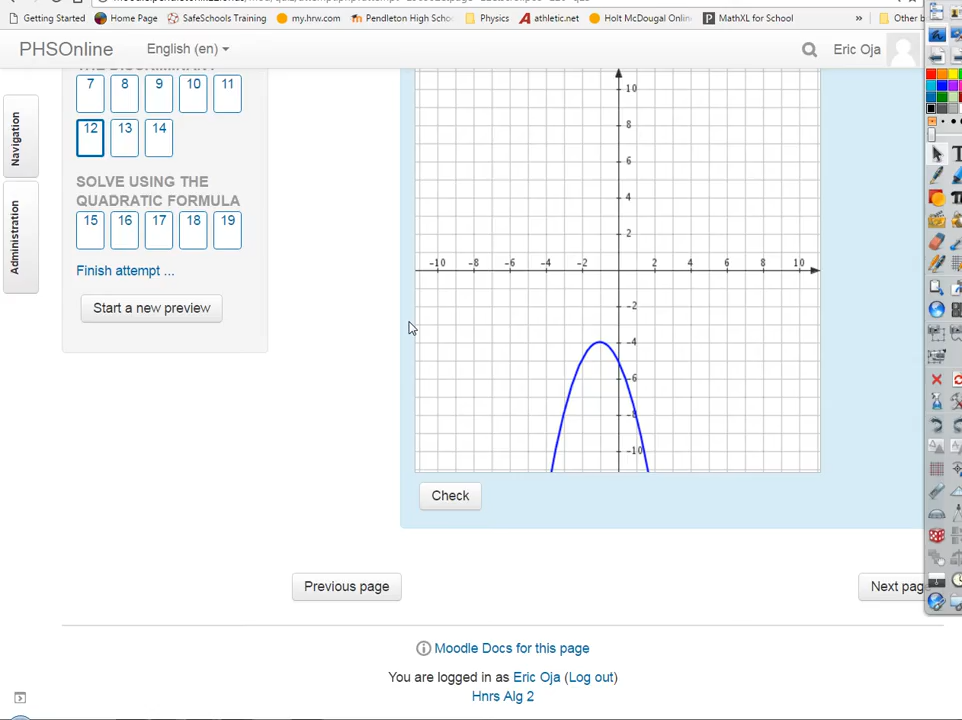 Getting Started Home Page SafeSchools Training my.hrw.com Pendleton High Scho Physics athletic.net Holt McDougal Onlin MathXL for School » Other b
PHSOnline English (en) Eric Oja
7 8 9 10 11
12 13 14
SOLVE USING THE
QUADRATIC FORMULA
15 16 17 18 19
Finish attempt ...
Start a new preview
Navigation
Administration
10
8
6
4
2
-10 -8 -6 -4 -2 2 4 6 8 10
-2
-4
-6
-8
-10
Check
Previous page Next pag
Moodle Docs for this page
You are logged in as Eric Oja (Log out)
Hnrs Alg 2